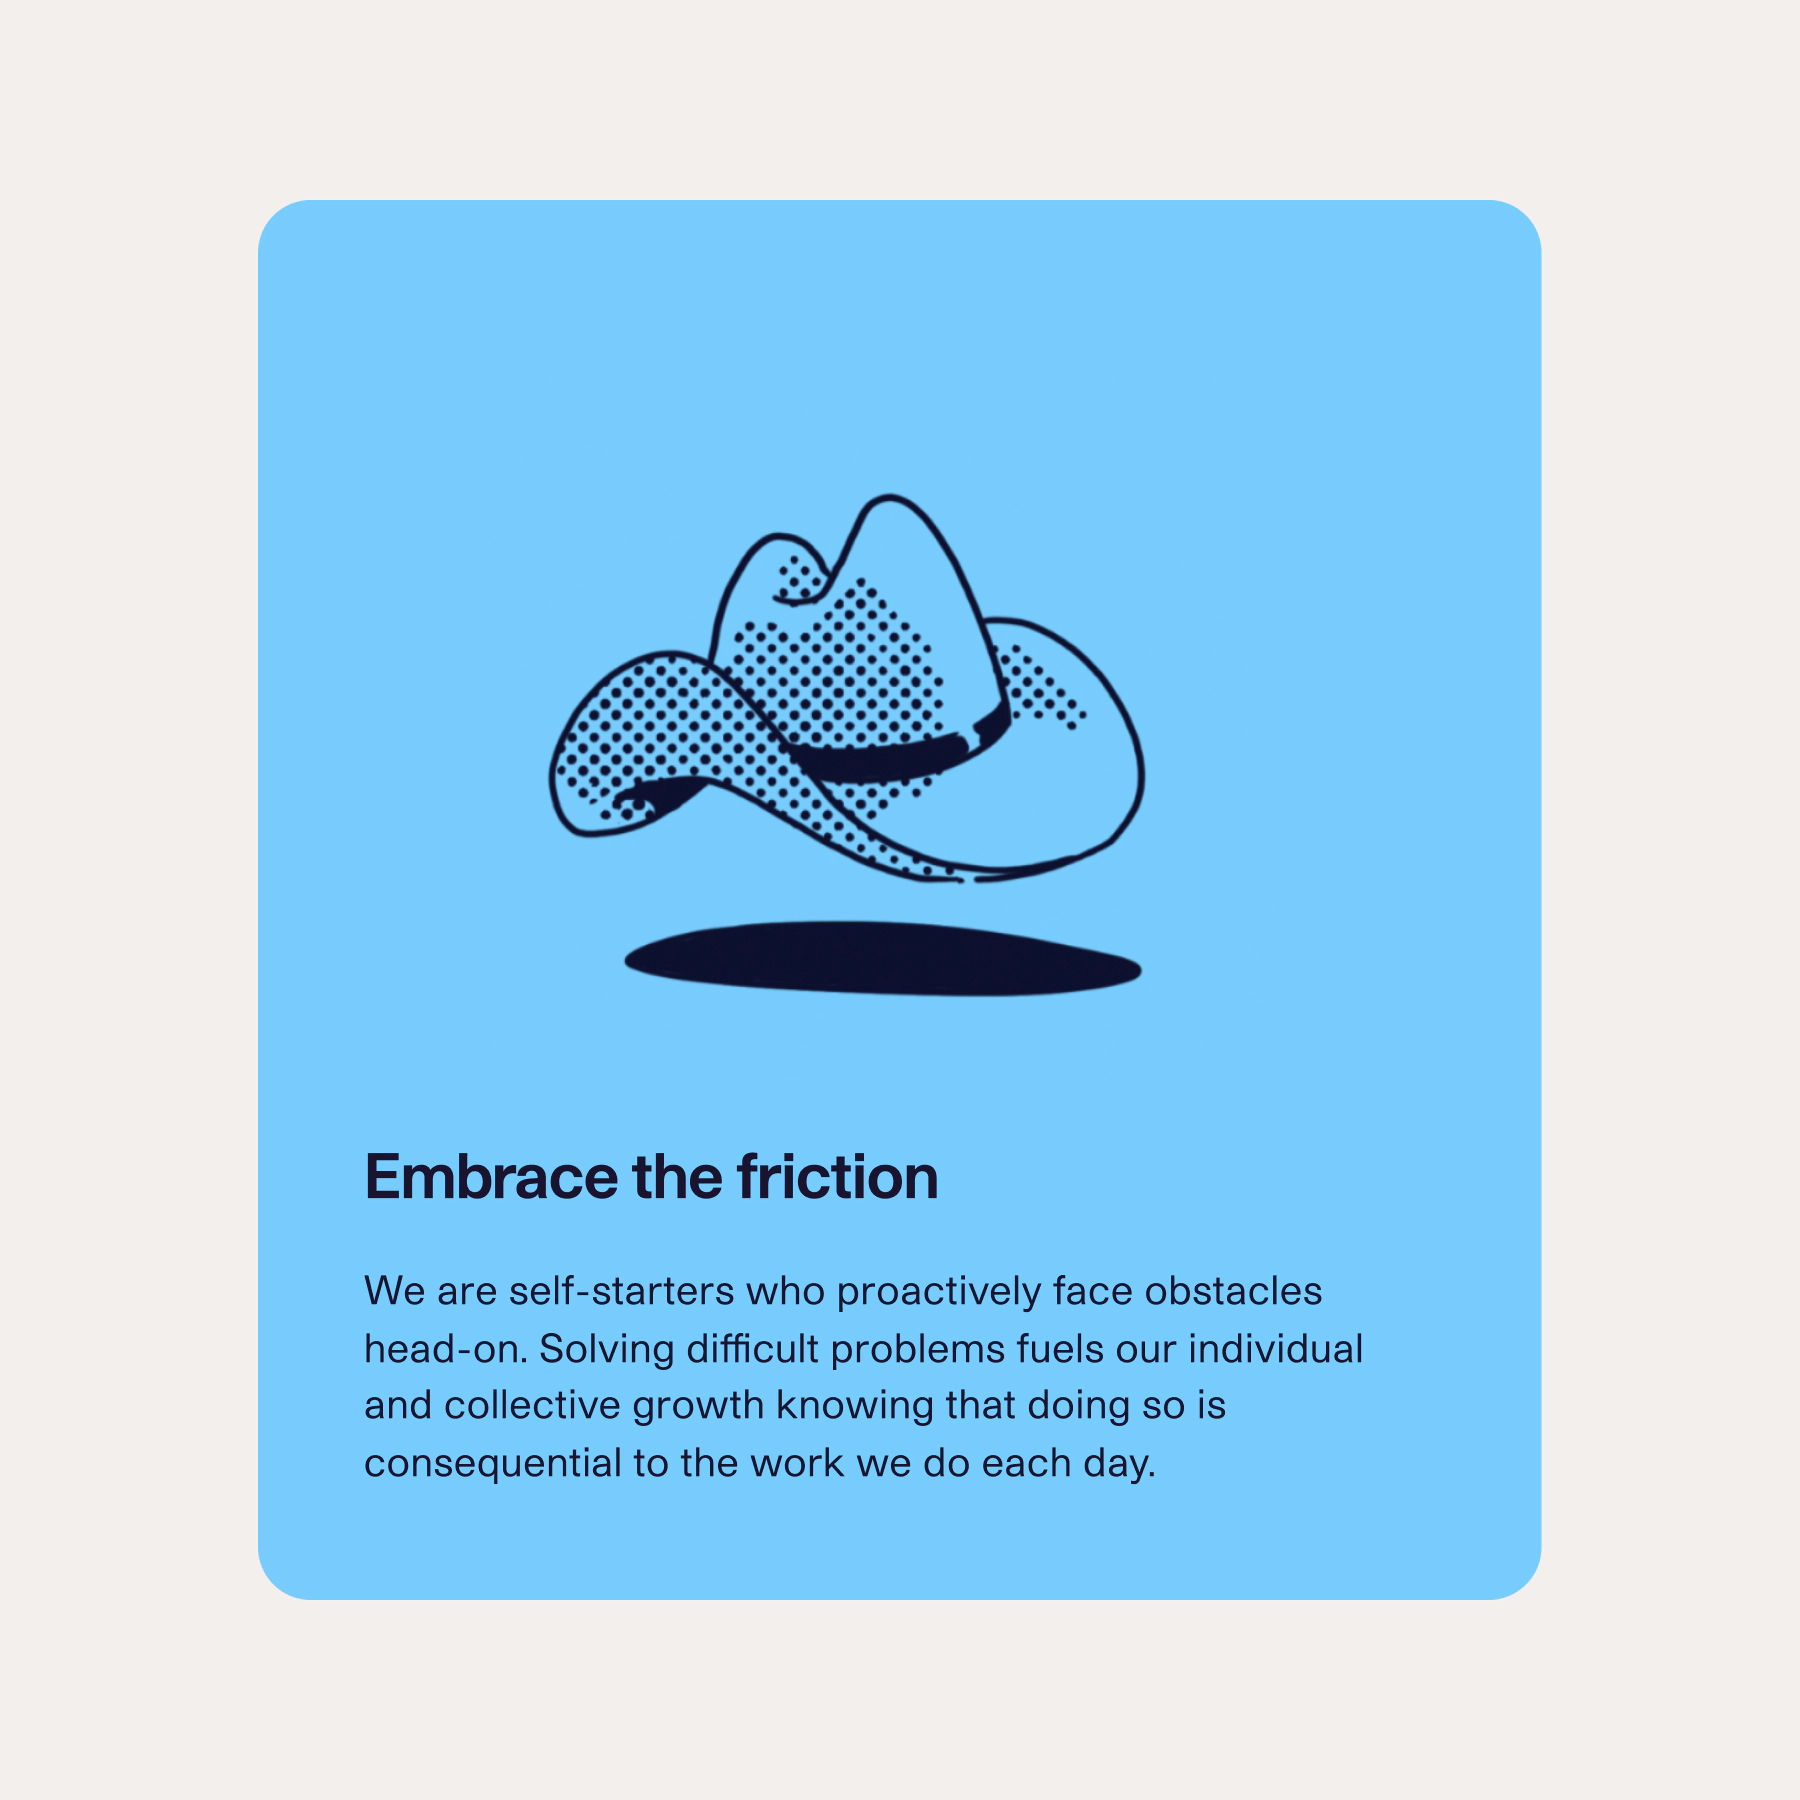 Embrace the friction
We are self-starters who proactively face obstacles
head-on. Solving difficult problems fuels our individual
and collective growth knowing that doing so is
consequential to the work we do each day.